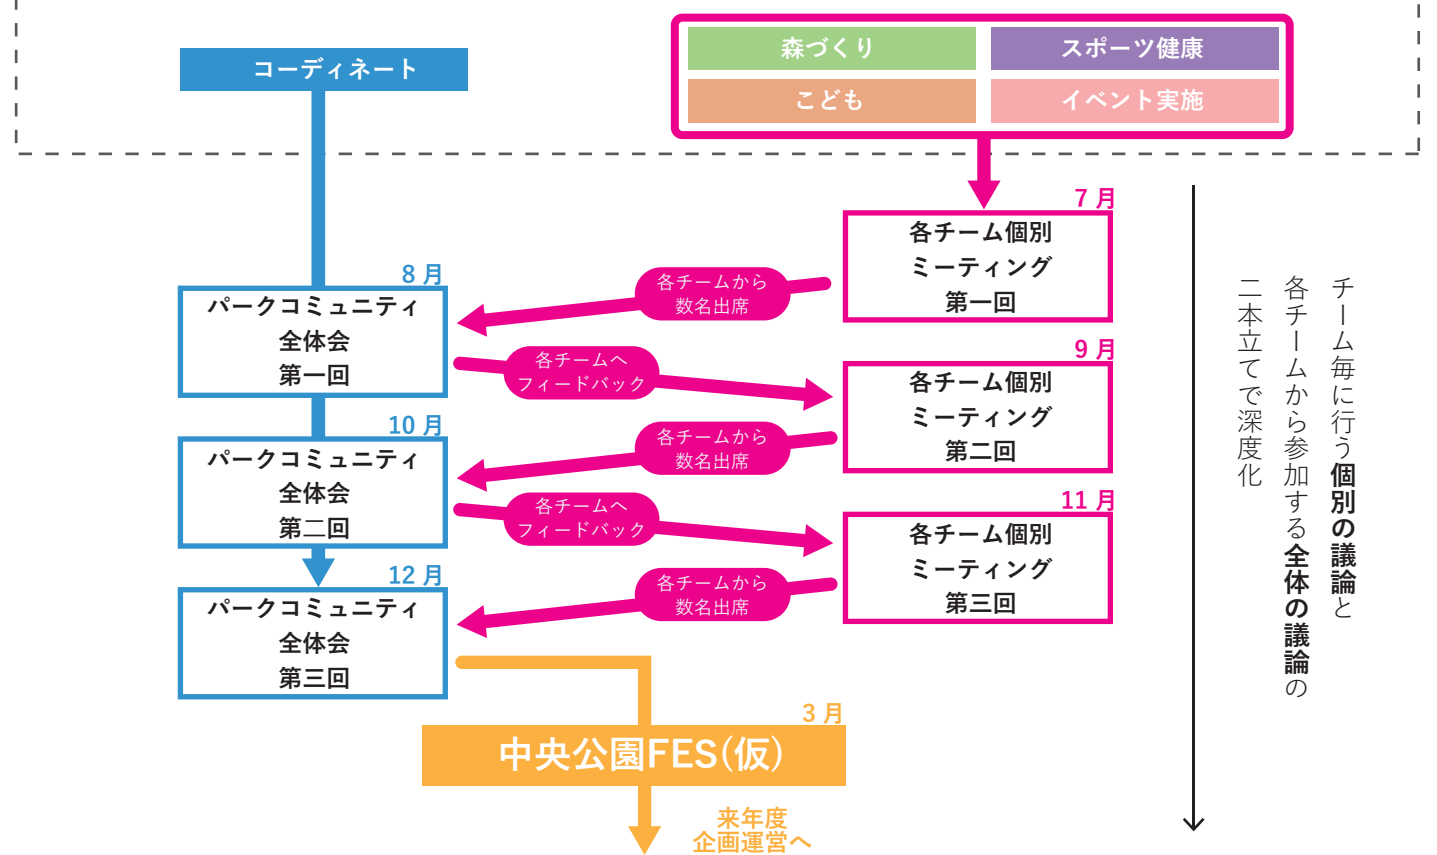 コーディネート
森づくり
スポーツ健康
こども
イベント実施
7 月
各チーム個別
ミーティング
第一回
各チームから
数名出席
8 月
パークコミュニティ
全体会
第一回
各チームへ
フィードバック
9 月
各チーム個別
ミーティング
第二回
各チームから
数名出席
10 月
パークコミュニティ
全体会
第二回
各チームへ
フィードバック
11 月
各チーム個別
ミーティング
第三回
各チームから
数名出席
12 月
パークコミュニティ
全体会
第三回
3 月
中央公園FES(仮)
来年度
企画運営へ
チーム毎に行う個別の議論と
各チームから参加する全体の議論の
二本立てで深度化